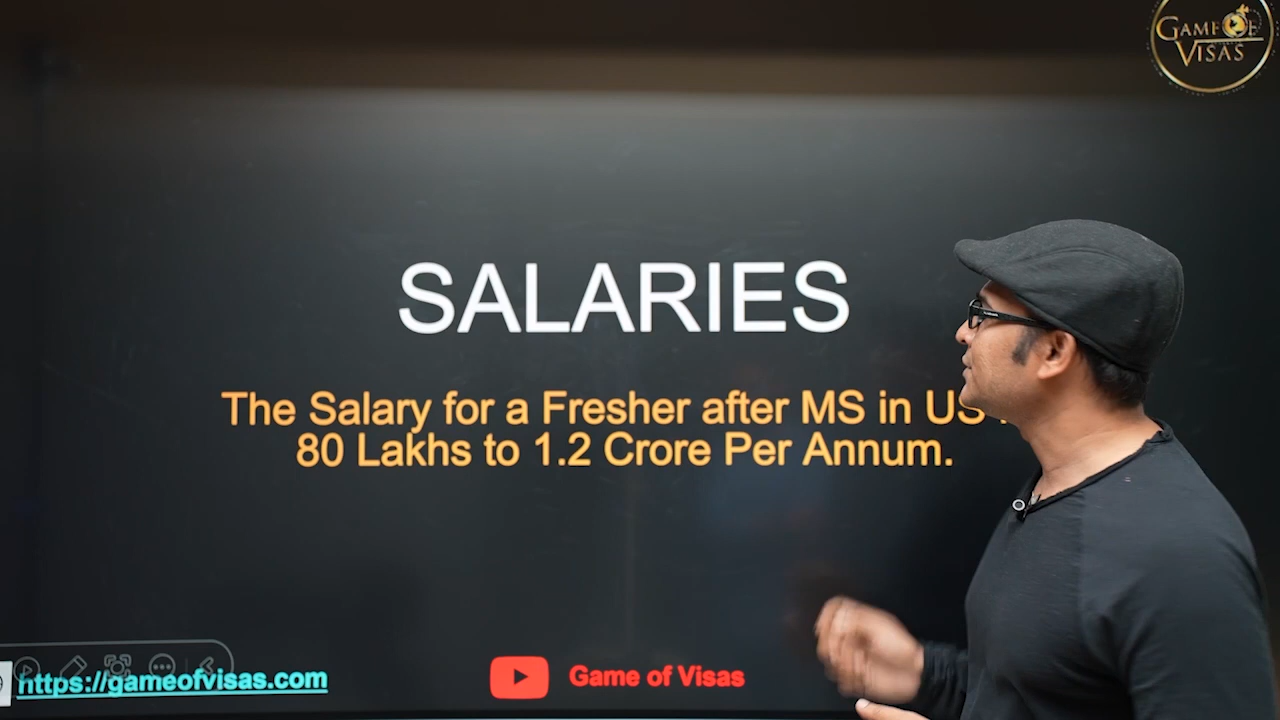 GAME OF
VISAS
SALARIES
The Salary for a Fresher after MS in US
80 Lakhs to 1.2 Crore Per Annum.
https://gameofvisas.com
Game of Visas